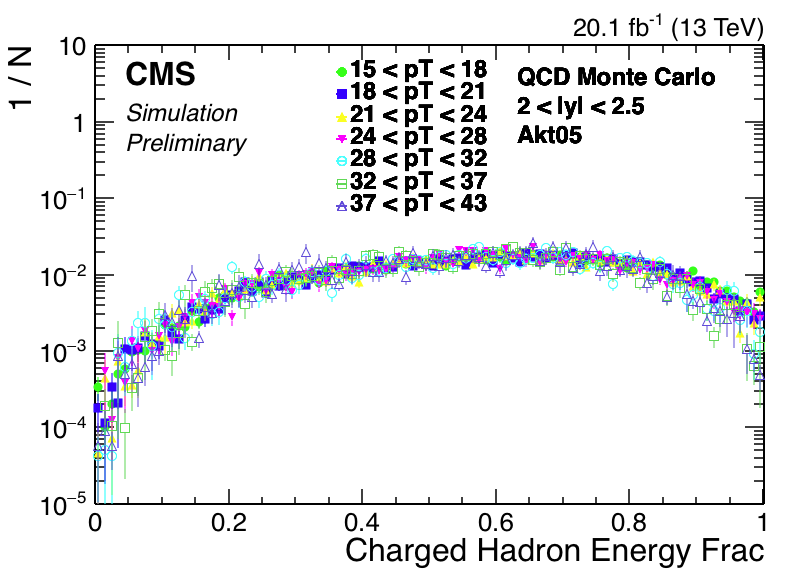 20.1 fb⁻¹ (13 TeV)
1 / N
10
1
10⁻¹
10⁻²
10⁻³
10⁻⁴
10⁻⁵
CMS
Simulation
Preliminary
15 < pT < 18
18 < pT < 21
21 < pT < 24
24 < pT < 28
28 < pT < 32
32 < pT < 37
37 < pT < 43
QCD Monte Carlo
2 < |y| < 2.5
Akt05
0 0.2 0.4 0.6 0.8 1
Charged Hadron Energy Frac